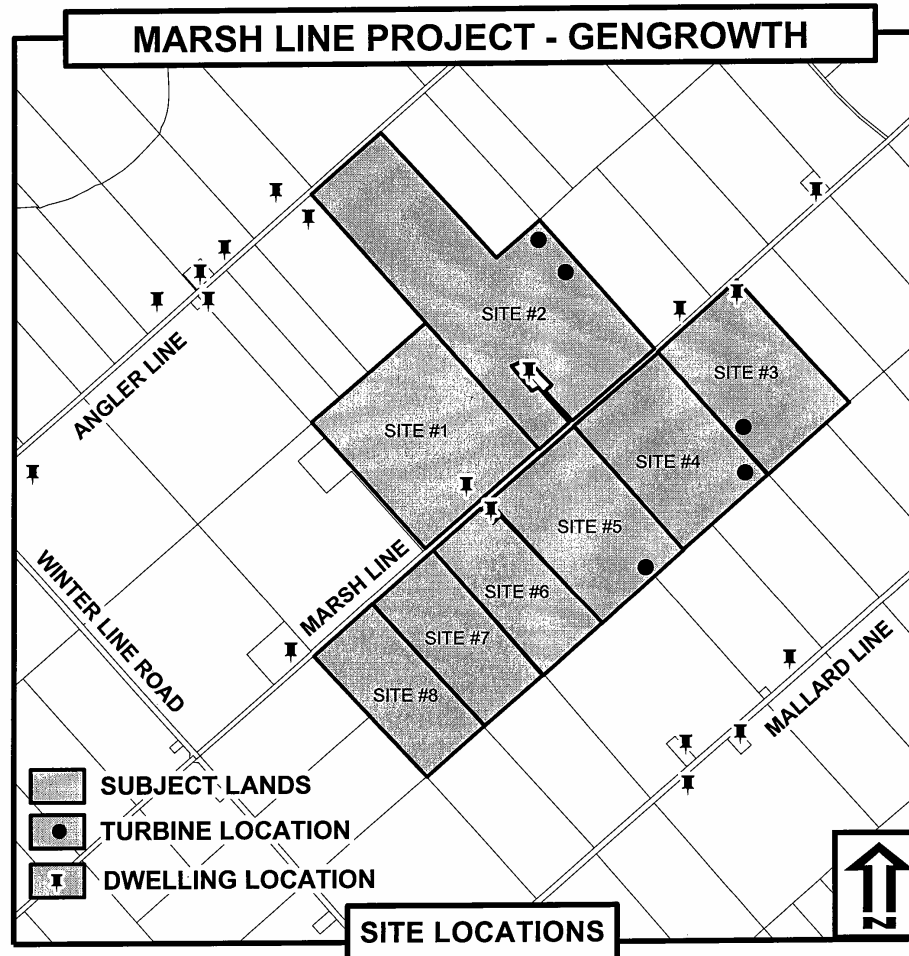 MARSH LINE PROJECT - GENGROWTH
SITE #2
ANGLER LINE
SITE #3
SITE #1
SITE #4
SITE #5
MARSH LINE
WINTER LINE ROAD
SITE #6
SITE #7
SITE #8
MALLARD LINE
SUBJECT LANDS
TURBINE LOCATION
DWELLING LOCATION
N
SITE LOCATIONS